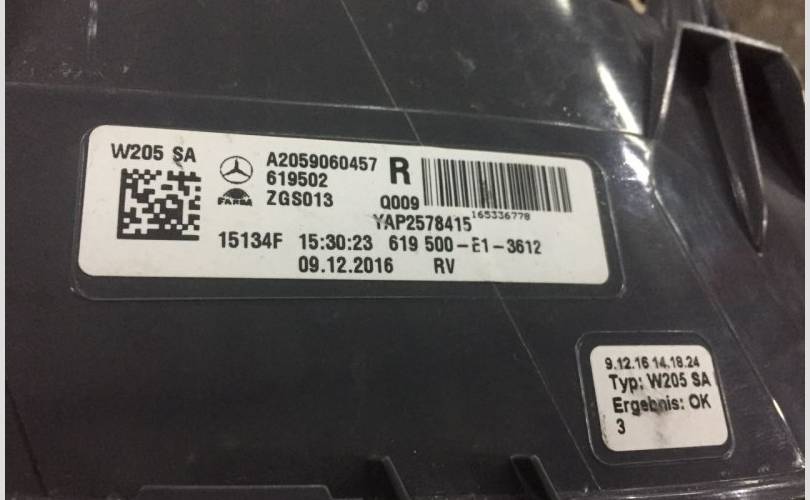 W205 SA
A2059060457 R
619502
FARBA ZGS013 Q009
165336778
YAP2578415
15134F 15:30:23 619 500-E1-3612
09.12.2016 RV
9.12.16 14.18.24
Typ: W205 SA
Ergebnis: OK
3